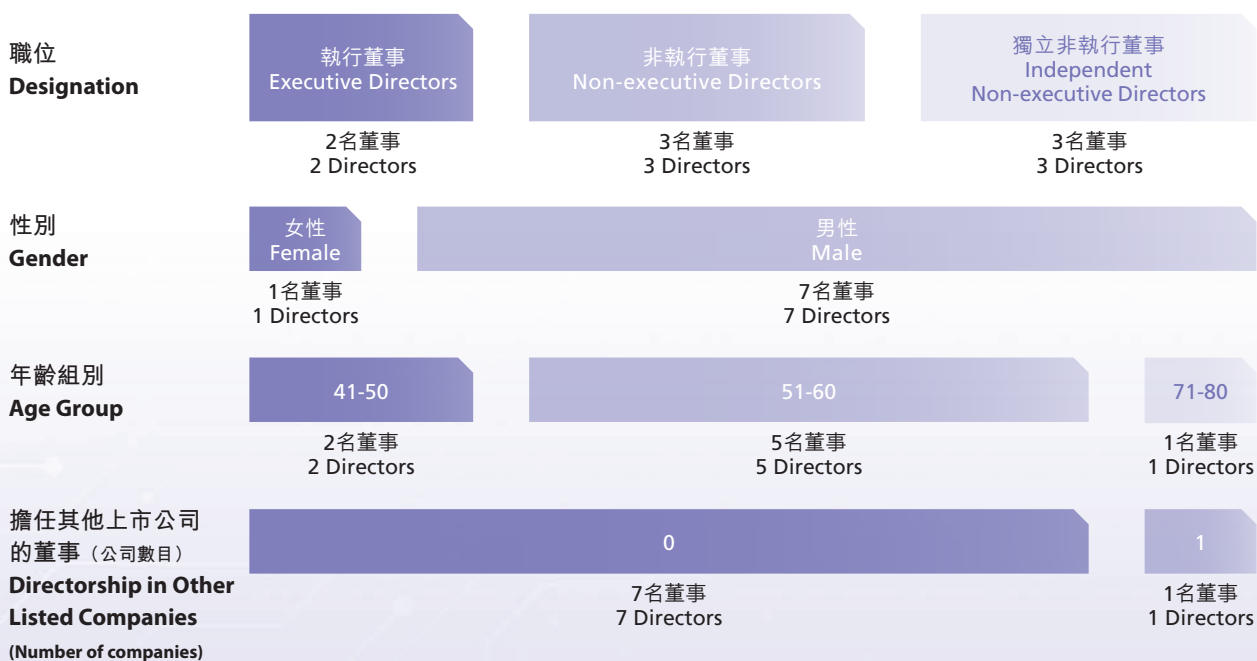 職位
Designation
執行董事
Executive Directors
非執行董事
Non-executive Directors
獨立非執行董事
Independent
Non-executive Directors
2名董事
2 Directors
3名董事
3 Directors
3名董事
3 Directors
性別
Gender
女性
Female
男性
Male
1名董事
1 Directors
7名董事
7 Directors
年齡組別
Age Group
41-50
51-60
71-80
2名董事
2 Directors
5名董事
5 Directors
1名董事
1 Directors
擔任其他上市公司
的董事（公司數目）
Directorship in Other
Listed Companies
(Number of companies)
0
1
7名董事
7 Directors
1名董事
1 Directors